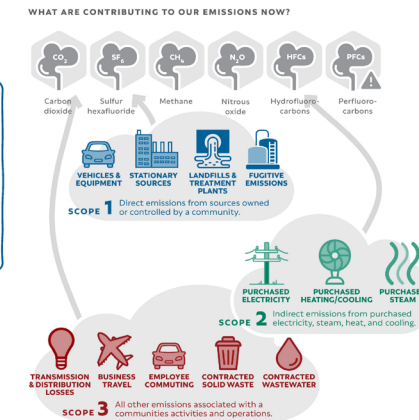 WHAT ARE CONTRIBUTING TO OUR EMISSIONS NOW?
CO₂ SF₆ CH₄ N₂O HFCs PFCs
Carbon dioxide
Sulfur hexafluoride
Methane
Nitrous oxide
Hydrofluoro-carbons
Perfluoro-carbons
VEHICLES & EQUIPMENT
STATIONARY SOURCES
LANDFILLS & TREATMENT PLANTS
FUGITIVE EMISSIONS
SCOPE 1 Direct emissions from sources owned
or controlled by a community.
PURCHASED ELECTRICITY
PURCHASED HEATING/COOLING
PURCHASE STEAM
SCOPE 2 Indirect emissions from purchased
electricity, steam, heat, and cooling.
TRANSMISSION & DISTRIBUTION LOSSES
BUSINESS TRAVEL
EMPLOYEE COMMUTING
CONTRACTED SOLID WASTE
CONTRACTED WASTEWATER
SCOPE 3 All other emissions associated with a
communities activities and operations.